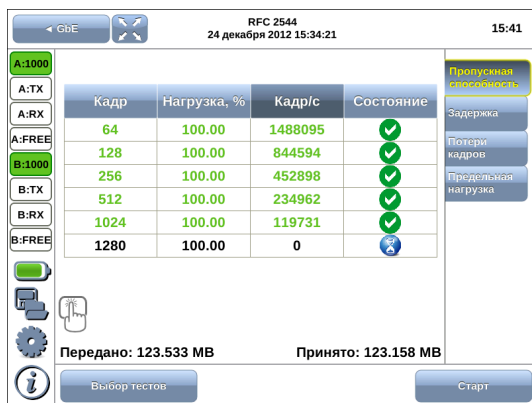 ◄ GbE
RFC 2544
24 декабря 2012 15:34:21
15:41
A:1000
A:TX
A:RX
A:FREE
B:1000
B:TX
B:RX
B:FREE
Кадр Нагрузка, % Кадр/с Состояние
64 100.00 1488095
128 100.00 844594
256 100.00 452898
512 100.00 234962
1024 100.00 119731
1280 100.00 0
Пропускная
способность
Задержка
Потери
кадров
Предельная
нагрузка
Передано: 123.533 MB Принято: 123.158 MB
i
Выбор тестов
Старт